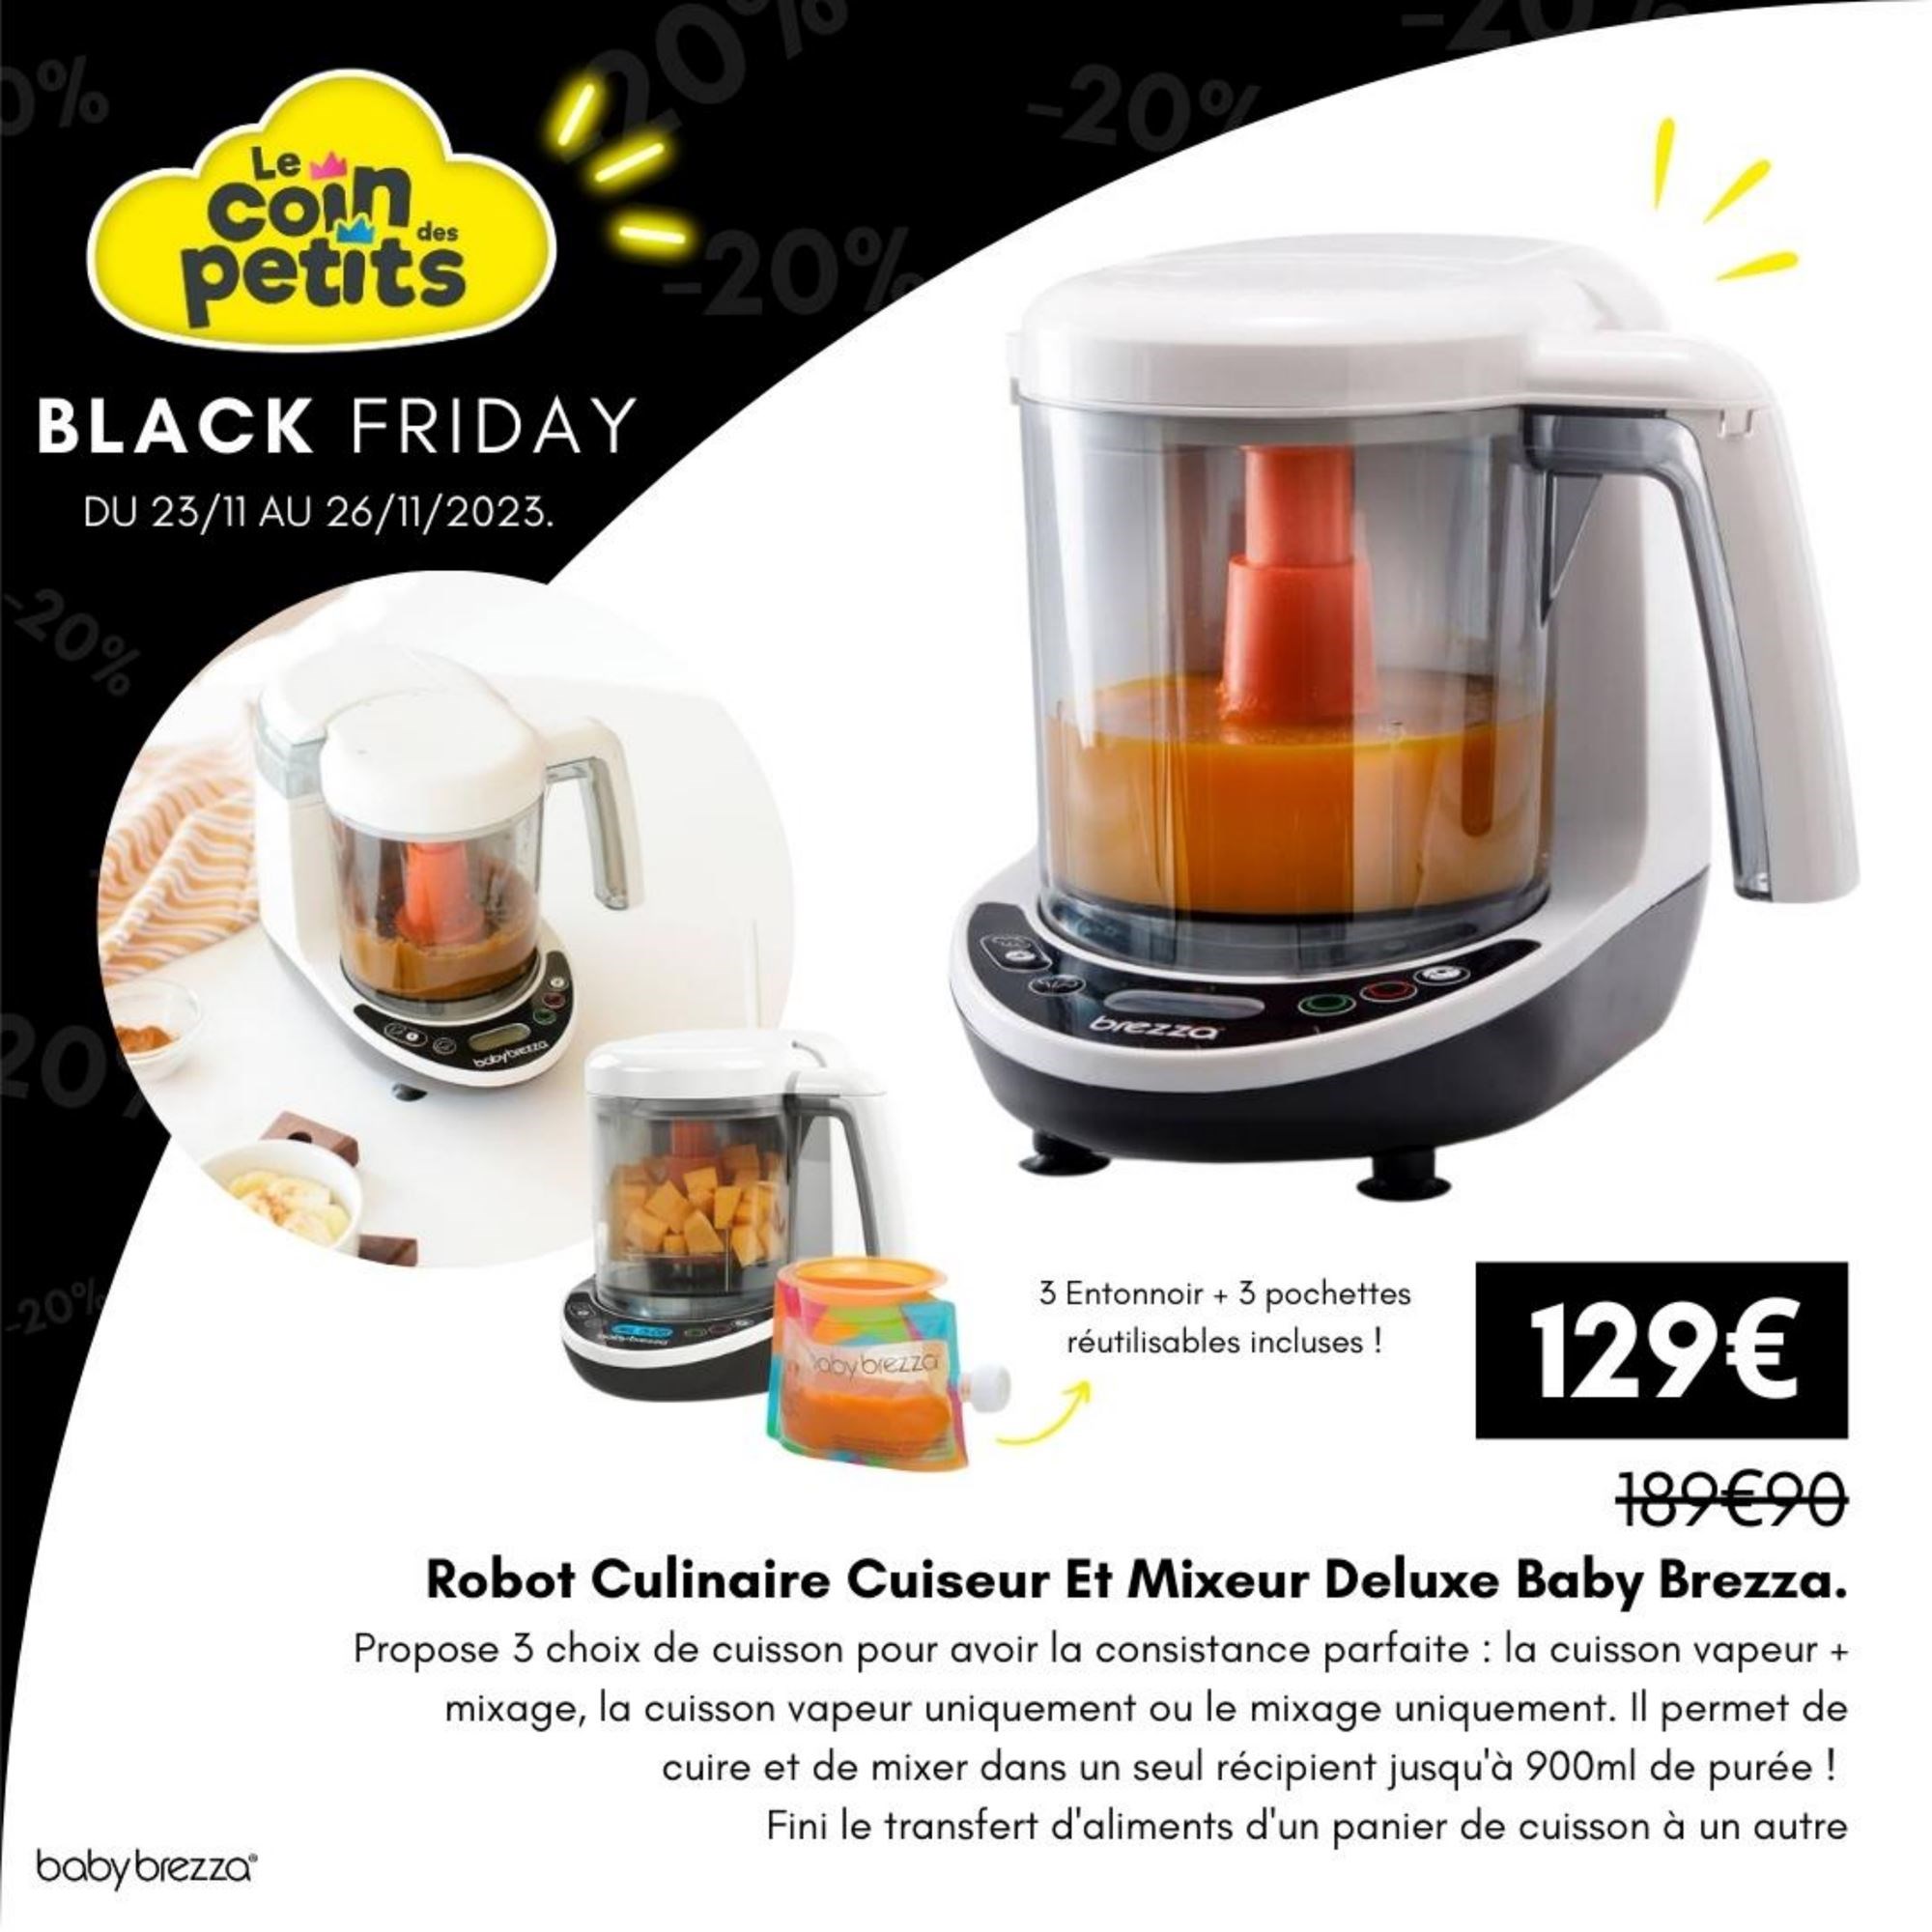 Le
coin des
petits
BLACK FRIDAY
DU 23/11 AU 26/11/2023.
-20%
-20%
-20%
-20%
-20%
brezza
babybrezza
baby brezza
3 Entonnoir + 3 pochettes
réutilisables incluses !
129€
189€90
Robot Culinaire Cuiseur Et Mixeur Deluxe Baby Brezza.
Propose 3 choix de cuisson pour avoir la consistance parfaite : la cuisson vapeur +
mixage, la cuisson vapeur uniquement ou le mixage uniquement. Il permet de
cuire et de mixer dans un seul récipient jusqu'à 900ml de purée !
Fini le transfert d'aliments d'un panier de cuisson à un autre
baby brezza®